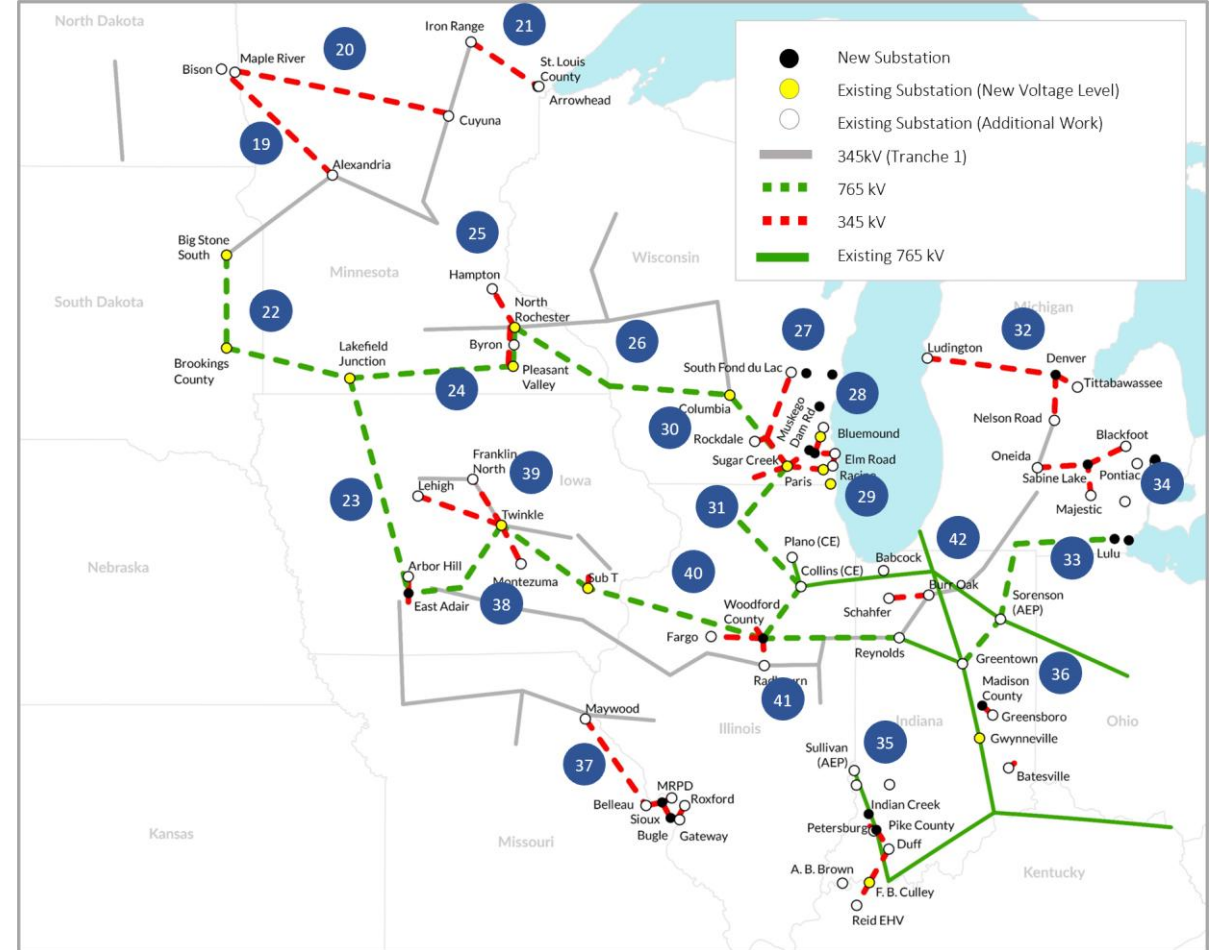 North Dakota
20
21
Iron Range
Bison
Maple River
St. Louis
County
Arrowhead
Cuyuna
19
Alexandria
New Substation
Existing Substation (New Voltage Level)
Existing Substation (Additional Work)
345kV (Tranche 1)
765 kV
345 kV
Existing 765 kV
Big Stone
South
25
Minnesota
Wisconsin
Hampton
South Dakota
22
North
Rochester
Michigan
Brookings
County
Lakefield
Junction
Byron
26
27
32
Pleasant
Valley
24
South Fond du Lac
Ludington
Denver
Tittabawassee
Columbia
28
Nelson Road
30
Rockdale
Muskego
Dam Rd
Bluemound
Blackfoot
Sugar Creek
Elm Road
Oneida
Sabine Lake
Pontiac
Paris
Racine
29
34
Majestic
Franklin
North
39
Iowa
Lehigh
23
Twinkle
31
42
33
Lulu
Nebraska
Arbor Hill
Montezuma
Sub T
40
Plano (CE)
Collins (CE)
Babcock
Burr Oak
East Adair
38
Woodford
County
Schahfer
Sorenson
(AEP)
Fargo
Reynolds
Greentown
36
41
Maywood
Illinois
Indiana
Madison
County
Greensboro
Ohio
35
Gwynneville
37
Sullivan
(AEP)
Batesville
MRPD
Belleau
Roxford
Sioux
Bugle
Gateway
Indian Creek
Petersburg
Pike County
Duff
Kansas
Missouri
A. B. Brown
F. B. Culley
Kentucky
Reid EHV